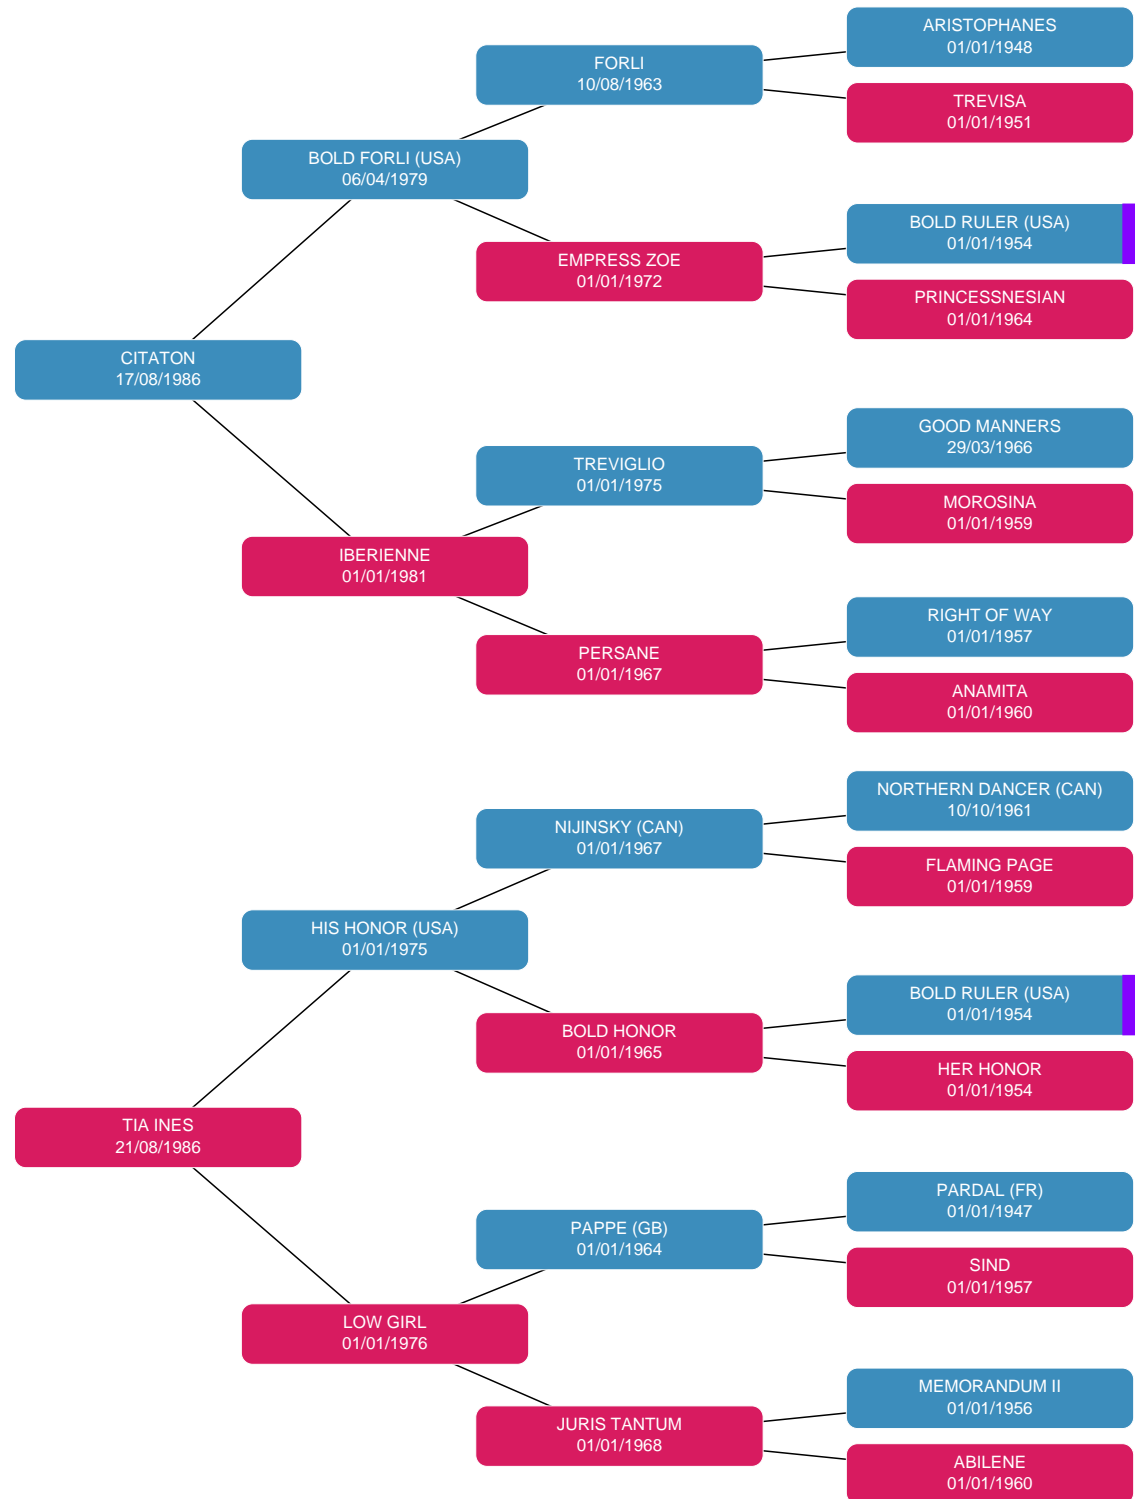 ARISTOPHANES
01/01/1948
FORLI
10/08/1963
TREVISA
01/01/1951
BOLD FORLI (USA)
06/04/1979
BOLD RULER (USA)
01/01/1954
EMPRESS ZOE
01/01/1972
PRINCESSNESIAN
01/01/1964
CITATON
17/08/1986
GOOD MANNERS
29/03/1966
TREVIGLIO
01/01/1975
MOROSINA
01/01/1959
IBERIENNE
01/01/1981
RIGHT OF WAY
01/01/1957
PERSANE
01/01/1967
ANAMITA
01/01/1960
NORTHERN DANCER (CAN)
10/10/1961
NIJINSKY (CAN)
01/01/1967
FLAMING PAGE
01/01/1959
HIS HONOR (USA)
01/01/1975
BOLD RULER (USA)
01/01/1954
BOLD HONOR
01/01/1965
HER HONOR
01/01/1954
TIA INES
21/08/1986
PARDAL (FR)
01/01/1947
PAPPE (GB)
01/01/1964
SIND
01/01/1957
LOW GIRL
01/01/1976
MEMORANDUM II
01/01/1956
JURIS TANTUM
01/01/1968
ABILENE
01/01/1960